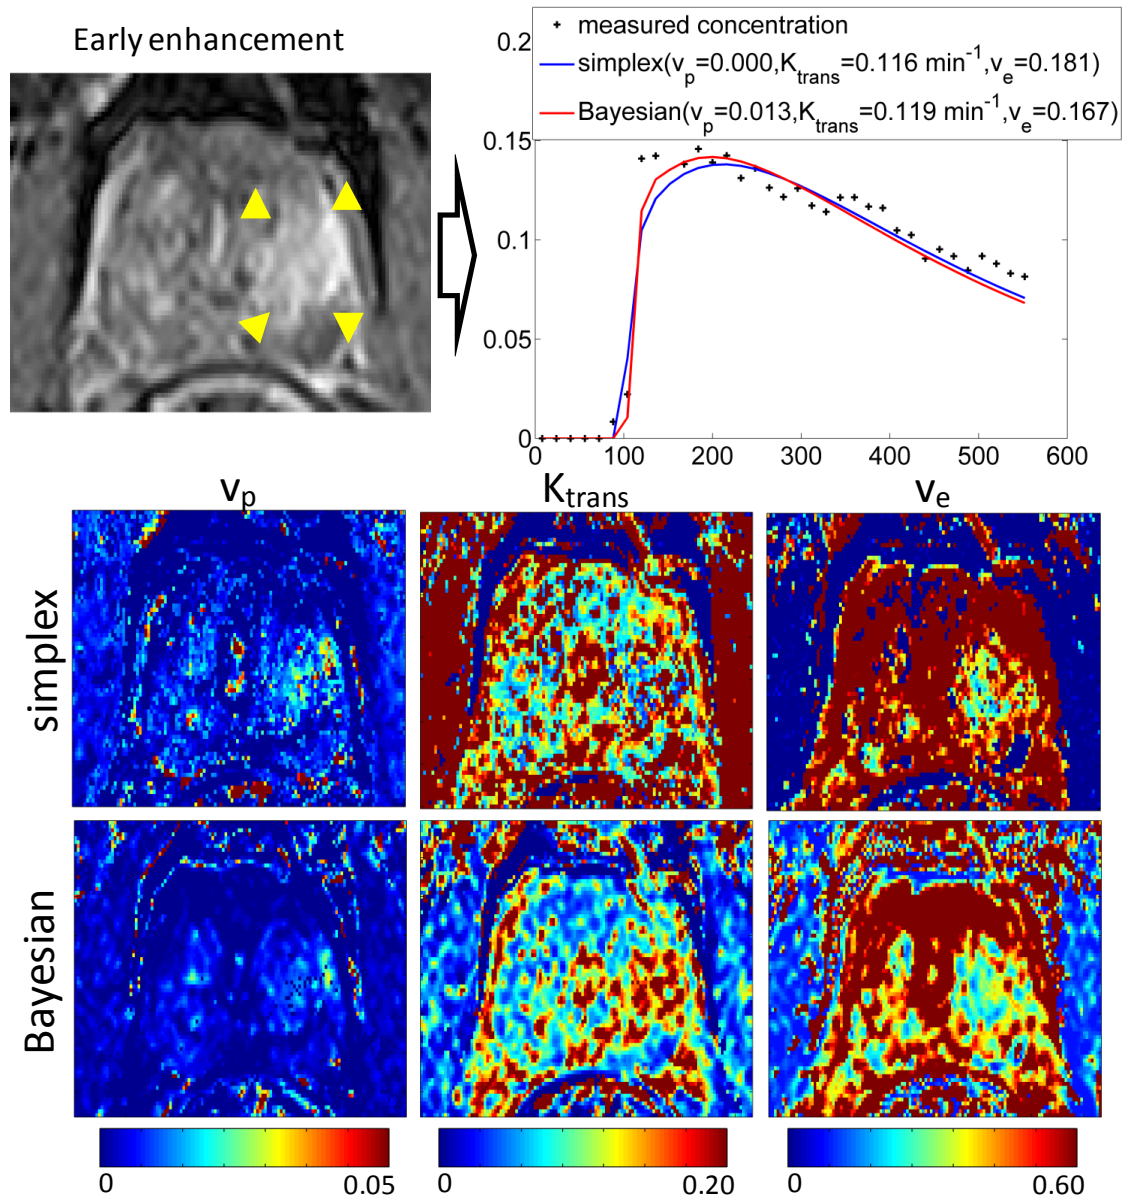 Early enhancement
measured concentration
simplex(vp=0.000,Ktrans=0.116 min-1,ve=0.181)
Bayesian(vp=0.013,Ktrans=0.119 min-1,ve=0.167)
0.2
0.15
0.1
0.05
0
0 100 200 300 400 500 600
vp Ktrans ve
simplex
Bayesian
0 0.05 0 0.20 0 0.60